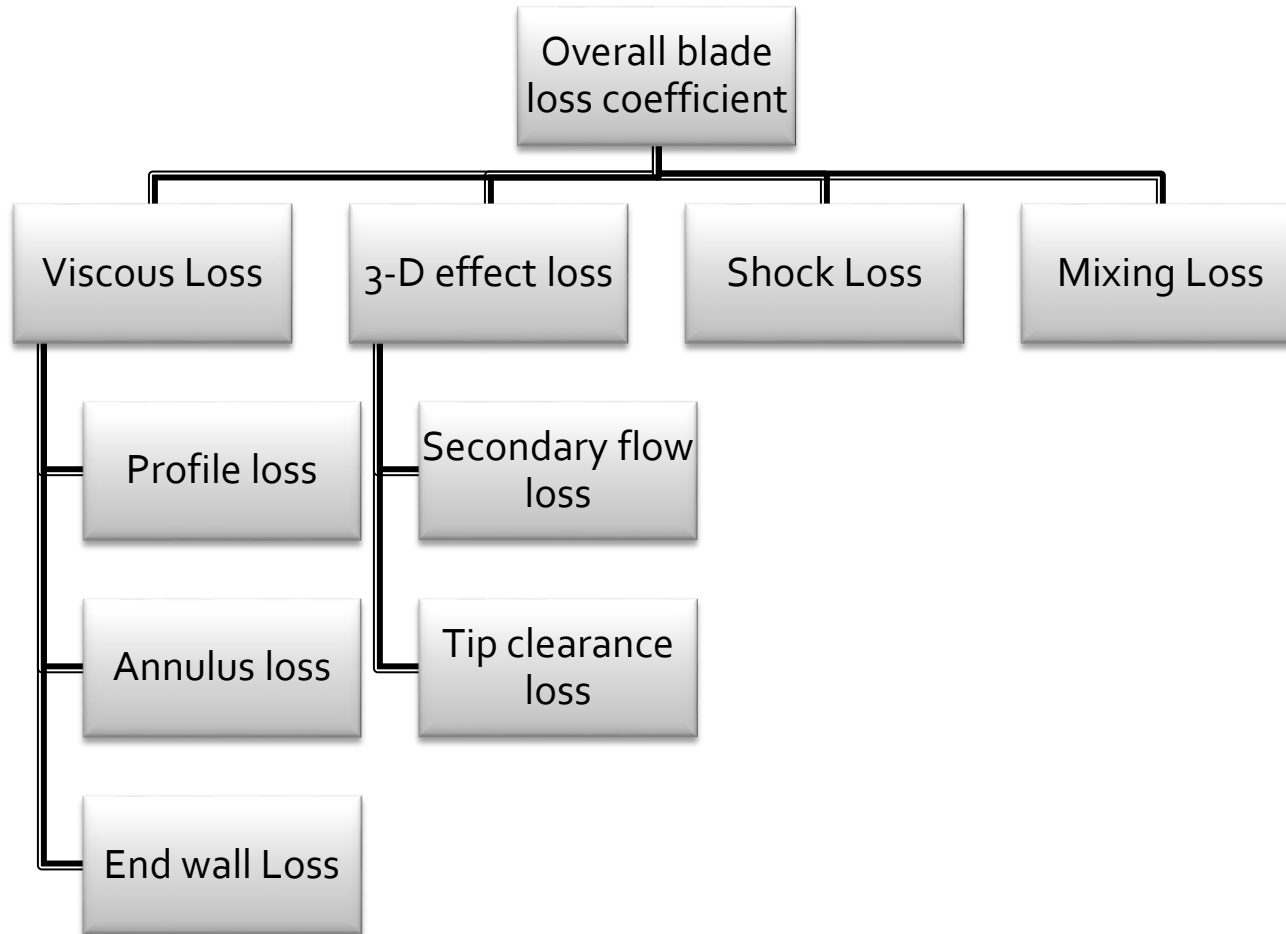 Overall blade
loss coefficient
Viscous Loss
3-D effect loss
Shock Loss
Mixing Loss
Profile loss
Secondary flow
loss
Annulus loss
Tip clearance
loss
End wall Loss